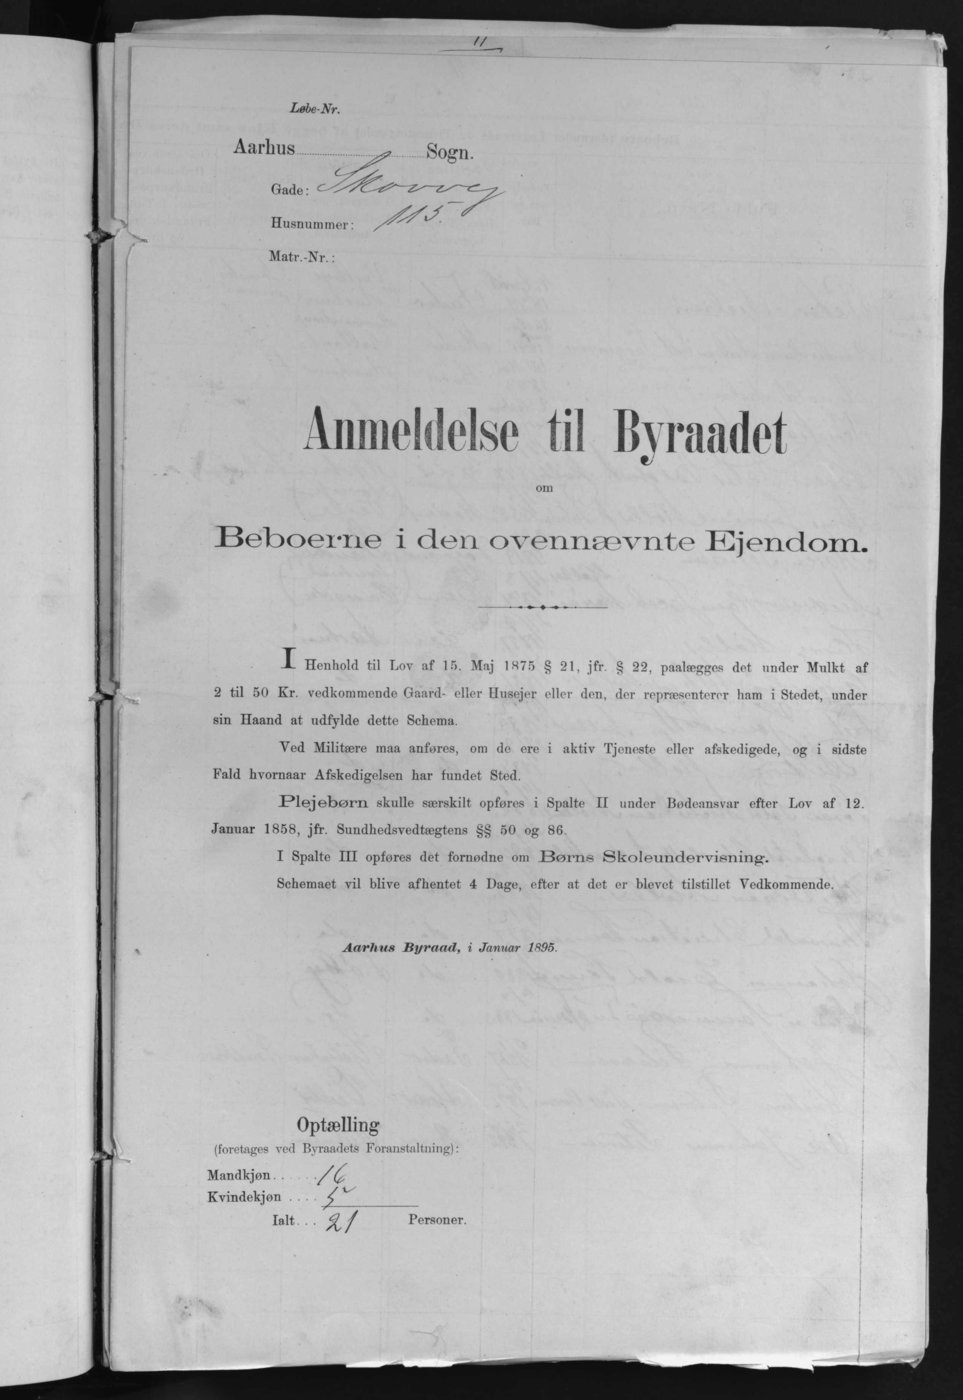 11
Løbe-Nr.
Aarhus Sogn.
Gade: Skovvej
Husnummer: 115.
Matr.-Nr.:
Anmeldelse til Byraadet
om
Beboerne i den ovennævnte Ejendom.
I Henhold til Lov af 15. Maj 1875 § 21, jfr. § 22, paalægges det under Mulkt af
2 til 50 Kr. vedkommende Gaard- eller Husejer eller den, der repræsenterer ham i Stedet, under
sin Haand at udfylde dette Schema.
Ved Militære maa anføres, om de ere i aktiv Tjeneste eller afskedigede, og i sidste
Fald hvornaar Afskedigelsen har fundet Sted.
Plejebørn skulle særskilt opføres i Spalte II under Bødeansvar efter Lov af 12.
Januar 1858, jfr. Sundhedsvedtægtens §§ 50 og 86.
I Spalte III opføres det fornødne om Børns Skoleundervisning.
Schemaet vil blive afhentet 4 Dage, efter at det er blevet tilstillet Vedkommende.
Aarhus Byraad, i Januar 1895.
Optælling
(foretages ved Byraadets Foranstaltning):
Mandkjøn..... 16
Kvindekjøn .... 5
Ialt... 21 Personer.